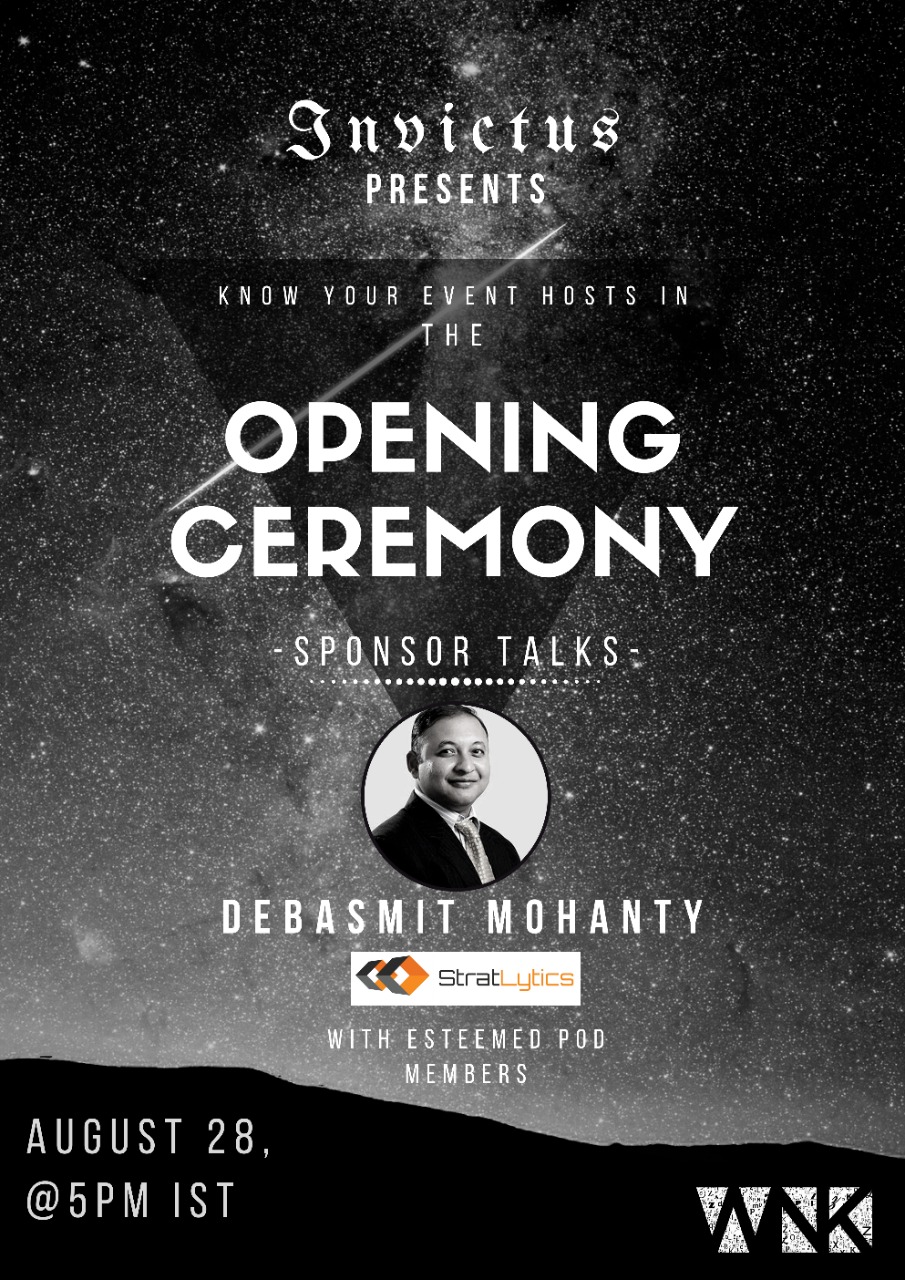 Invictus
PRESENTS
KNOW YOUR EVENT HOSTS IN
THE
OPENING
CEREMONY
-SPONSOR TALKS-
DEBASMIT MOHANTY
StratLytics
WITH ESTEEMED POD
MEMBERS
AUGUST 28,
@5PM IST
WNK